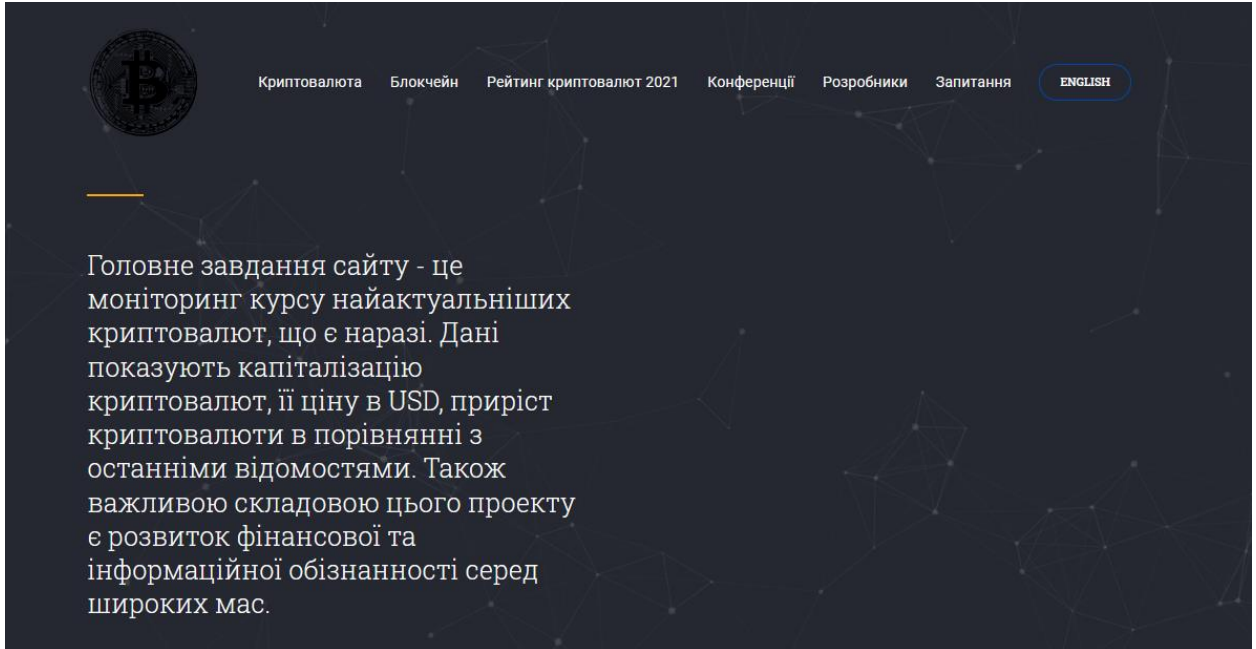 Криптовалюта Блокчейн Рейтинг криптовалют 2021 Конференції Розробники Запитання ENGLISH
Головне завдання сайту - це
моніторинг курсу найактуальніших
криптовалют, що є наразі. Дані
показують капіталізацію
криптовалют, її ціну в USD, приріст
криптовалюти в порівнянні з
останніми відомостями. Також
важливою складовою цього проекту
є розвиток фінансової та
інформаційної обізнанності серед
широких мас.